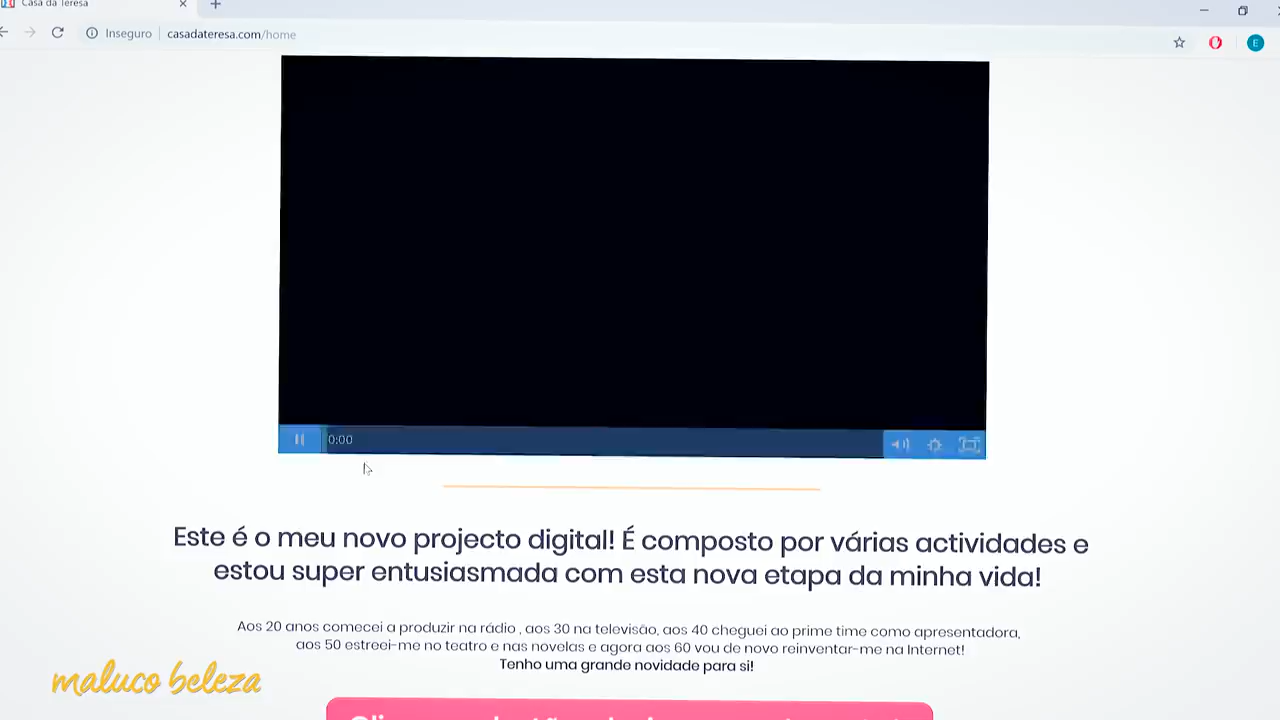 Casa da Teresa
Inseguro
casadateresa.com/home
E
0:00
Este é o meu novo projecto digital! É composto por várias actividades e
estou super entusiasmada com esta nova etapa da minha vida!
Aos 20 anos comecei a produzir na rádio , aos 30 na televisão, aos 40 cheguei ao prime time como apresentadora,
aos 50 estreei-me no teatro e nas novelas e agora aos 60 vou de novo reinventar-me na Internet!
Tenho uma grande novidade para si!
maluco beleza